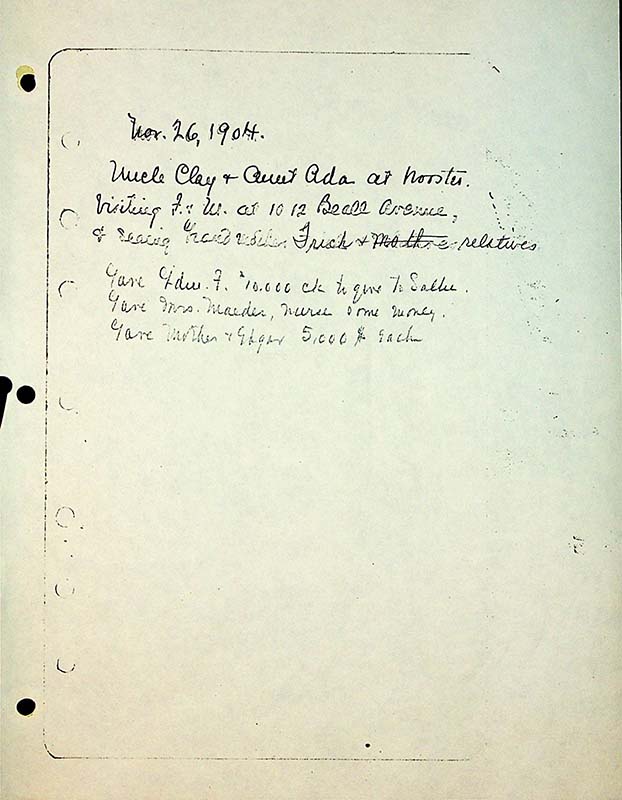 Nov. 26, 1904.
Uncle Clay + Aunt Ada at Wooster.
Visiting F. + W. at 1012 Beall Avenue,
+ seeing Grandmother Frick + Mother relatives
Gave Edw. F. $10.000 ck to give to Sallie.
Gave Mrs. Maeder, nurse some money.
Gave Mother + Edgar 5,000 $ each